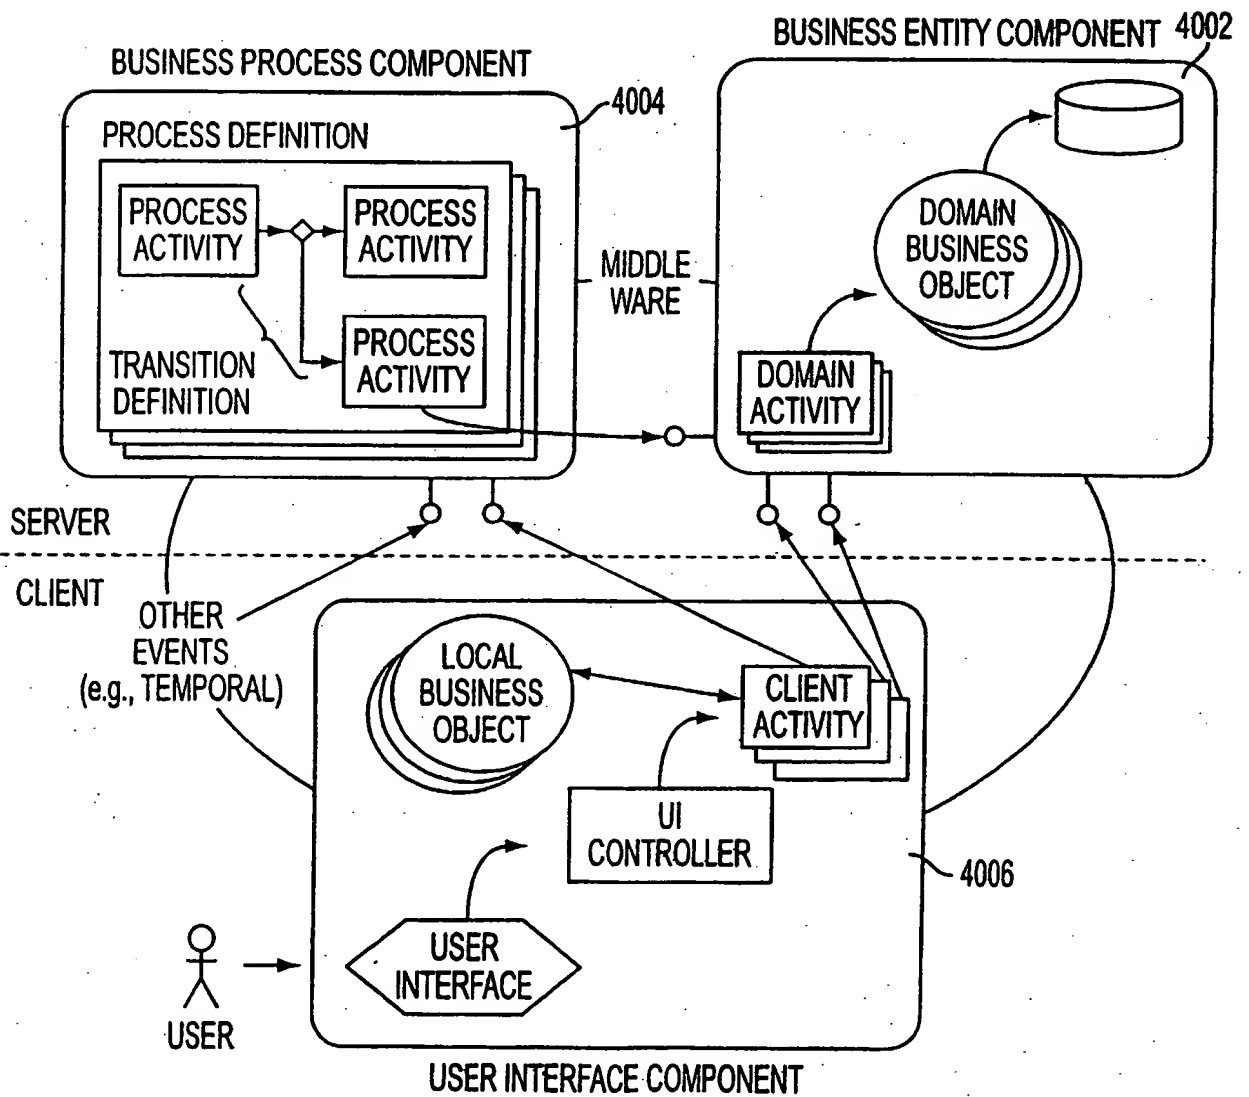 BUSINESS PROCESS COMPONENT
4004
PROCESS DEFINITION
PROCESS
ACTIVITY
PROCESS
ACTIVITY
PROCESS
ACTIVITY
TRANSITION
DEFINITION
MIDDLE
WARE
BUSINESS ENTITY COMPONENT
4002
DOMAIN
BUSINESS
OBJECT
DOMAIN
ACTIVITY
SERVER
CLIENT
OTHER
EVENTS
(e.g., TEMPORAL)
LOCAL
BUSINESS
OBJECT
CLIENT
ACTIVITY
UI
CONTROLLER
4006
USER
INTERFACE
USER
USER INTERFACE COMPONENT